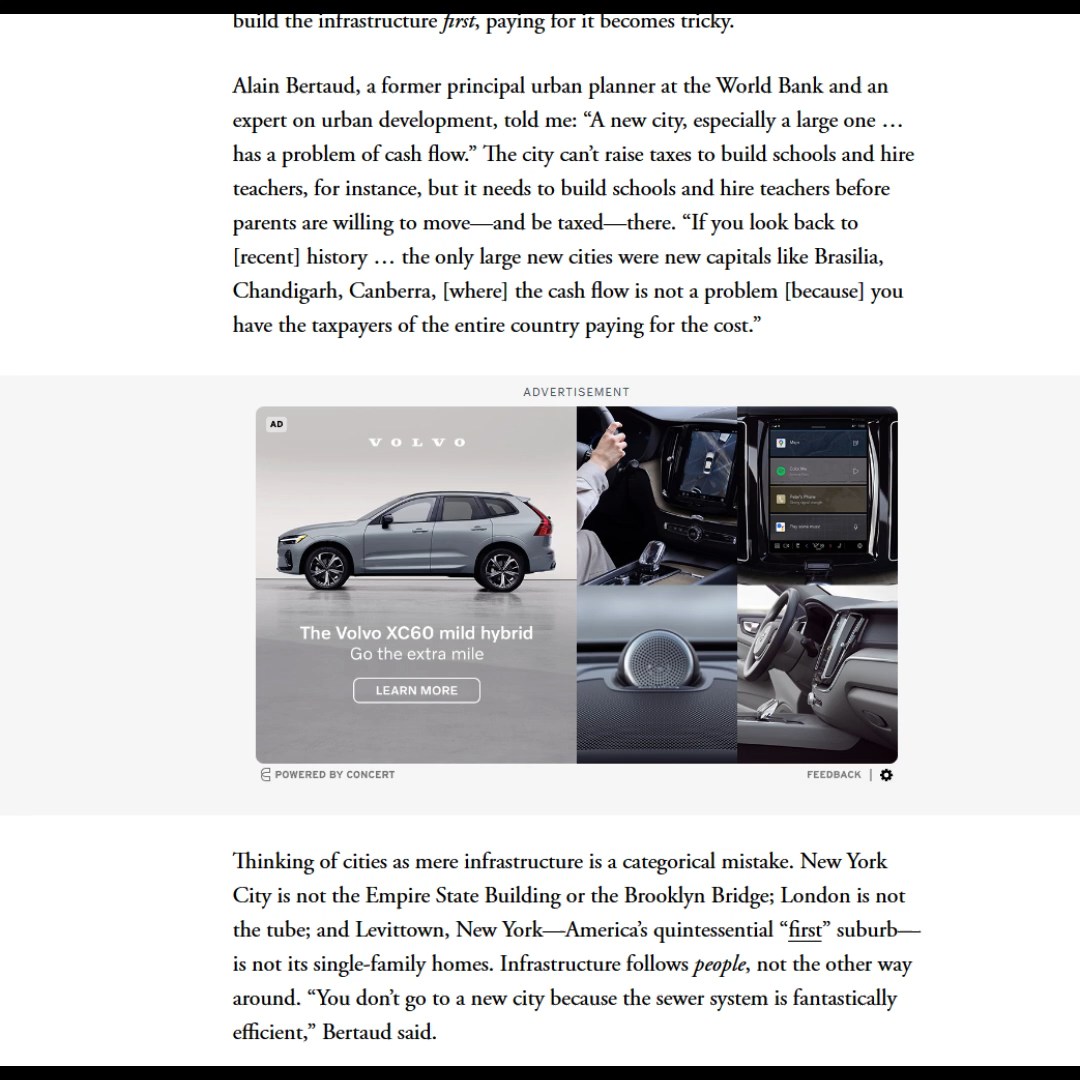 build the infrastructure first, paying for it becomes tricky.
Alain Bertaud, a former principal urban planner at the World Bank and an
expert on urban development, told me: “A new city, especially a large one …
has a problem of cash flow.” The city can’t raise taxes to build schools and hire
teachers, for instance, but it needs to build schools and hire teachers before
parents are willing to move—and be taxed—there. “If you look back to
[recent] history … the only large new cities were new capitals like Brasilia,
Chandigarh, Canberra, [where] the cash flow is not a problem [because] you
have the taxpayers of the entire country paying for the cost.”
ADVERTISEMENT
AD
VOLVO
The Volvo XC60 mild hybrid
Go the extra mile
LEARN MORE
POWERED BY CONCERT
FEEDBACK |
Thinking of cities as mere infrastructure is a categorical mistake. New York
City is not the Empire State Building or the Brooklyn Bridge; London is not
the tube; and Levittown, New York—America’s quintessential “first” suburb—
is not its single-family homes. Infrastructure follows people, not the other way
around. “You don’t go to a new city because the sewer system is fantastically
efficient,” Bertaud said.